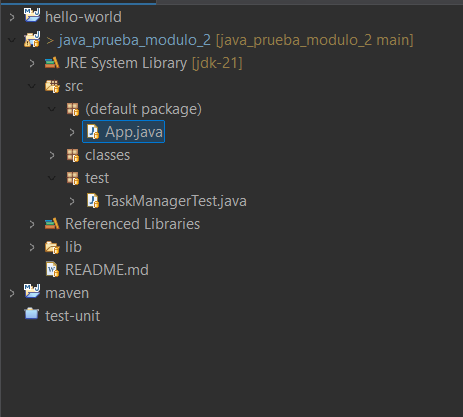 hello-world
> java_prueba_modulo_2 [java_prueba_modulo_2 main]
JRE System Library [jdk-21]
src
(default package)
App.java
classes
test
TaskManagerTest.java
Referenced Libraries
lib
README.md
maven
test-unit